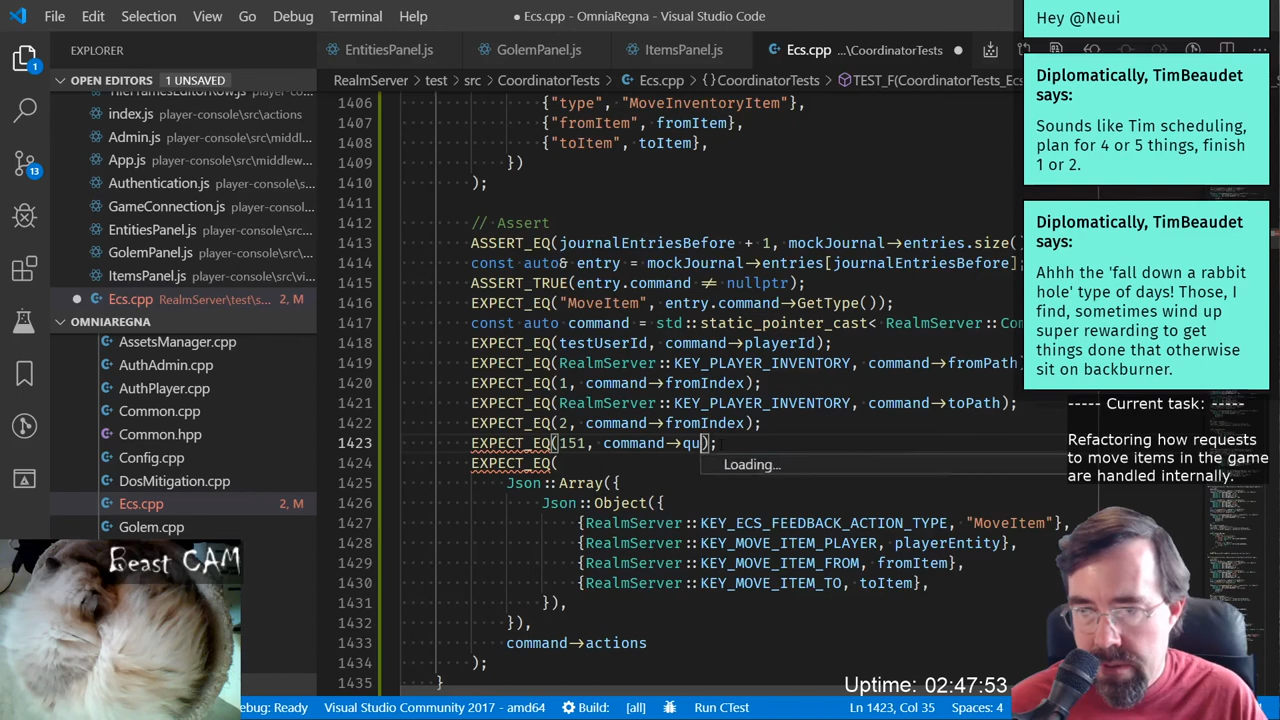 File Edit Selection View Go Debug Terminal Help
● Ecs.cpp - OmniaRegna - Visual Studio Code
Hey @Neui
EXPLORER
EntitiesPanel.js GolemPanel.js ItemsPanel.js Ecs.cpp ...\CoordinatorTests
OPEN EDITORS 1 UNSAVED
RealmServer > test > src > CoordinatorTests > Ecs.cpp > {} CoordinatorTests > TEST_F(CoordinatorTests_Ecs
index.js player-console\src\actions
Admin.js player-console\src\middlew
App.js player-console\src\middlew
Authentication.js player-console\src
GameConnection.js player-console
EntitiesPanel.js player-console\src
GolemPanel.js player-console\src
ItemsPanel.js player-console\src\vi
Ecs.cpp RealmServer\test\s... 2, M
OMNIAREGNA
AssetsManager.cpp
AuthAdmin.cpp
AuthPlayer.cpp
Common.cpp
Common.hpp
Config.cpp
DosMitigation.cpp
Ecs.cpp 2, M
Golem.cpp
1
13
1406 {"type", "MoveInventoryItem"},
1407 {"fromItem", fromItem},
1408 {"toItem", toItem},
1409 })
1410 );
1411
1412 // Assert
1413 ASSERT_EQ(journalEntriesBefore + 1, mockJournal->entries.size()
1414 const auto& entry = mockJournal->entries[journalEntriesBefore];
1415 ASSERT_TRUE(entry.command ≠ nullptr);
1416 EXPECT_EQ("MoveItem", entry.command->GetType());
1417 const auto command = std::static_pointer_cast< RealmServer::Com
1418 EXPECT_EQ(testUserId, command->playerId);
1419 EXPECT_EQ(RealmServer::KEY_PLAYER_INVENTORY, command->fromPath)
1420 EXPECT_EQ(1, command->fromIndex);
1421 EXPECT_EQ(RealmServer::KEY_PLAYER_INVENTORY, command->toPath);
1422 EXPECT_EQ(2, command->fromIndex);
1423 EXPECT_EQ(151, command->qu);
Loading...
1424 EXPECT_EQ(
1425 Json::Array({
1426 Json::Object({
1427 {RealmServer::KEY_ECS_FEEDBACK_ACTION_TYPE, "MoveItem"},
1428 {RealmServer::KEY_MOVE_ITEM_PLAYER, playerEntity},
1429 {RealmServer::KEY_MOVE_ITEM_FROM, fromItem},
1430 {RealmServer::KEY_MOVE_ITEM_TO, toItem},
1431 }),
1432 }),
1433 command->actions
1434 );
1435 }
Diplomatically, TimBeaudet
says:
Sounds like Tim scheduling,
plan for 4 or 5 things, finish
1 or 2.
Diplomatically, TimBeaudet
says:
Ahhh the 'fall down a rabbit
hole' type of days! Those, I
find, sometimes wind up
super rewarding to get
things done that otherwise
sit on backburner.
----- Current task: -----
Refactoring how requests
to move items in the game
are handled internally.
Beast CAM
Uptime: 02:47:53
ebug: Ready Visual Studio Community 2017 - amd64 Build: [all] Run CTest Ln 1423, Col 35 Spaces: 4